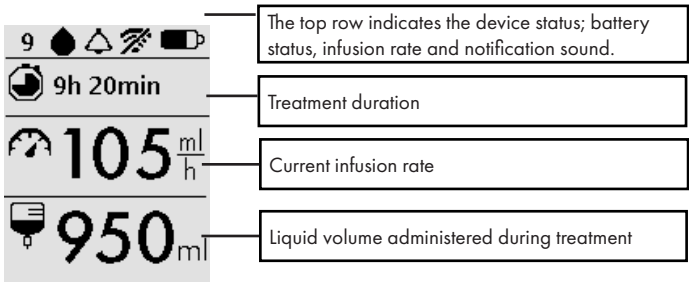 The top row indicates the device status; battery
status, infusion rate and notification sound.
9
9h 20min
Treatment duration
105 ml/h
Current infusion rate
950 ml
Liquid volume administered during treatment